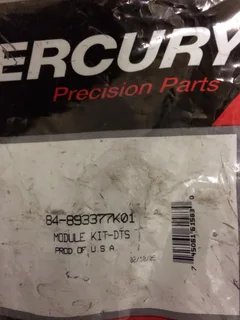 ERCURY
Precision Parts
84-893377K01
MODULE KIT-DTS
PROD OF U S A